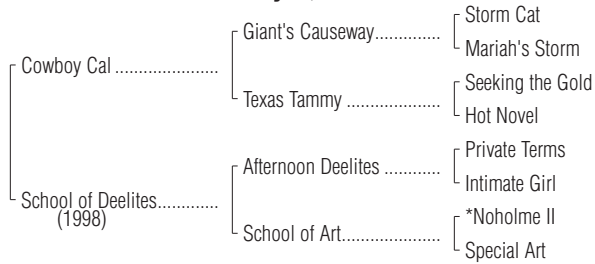 Storm Cat
Giant's Causeway..............
Mariah's Storm
Cowboy Cal ......................
Seeking the Gold
Texas Tammy ....................
Hot Novel
Private Terms
Afternoon Deelites ............
Intimate Girl
School of Deelites.............
(1998)
*Noholme II
School of Art.....................
Special Art